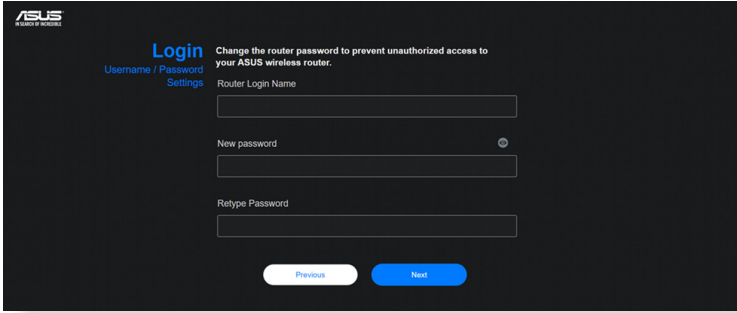 ASUS
IN SEARCH OF INCREDIBLE
Login
Username / Password
Settings
Change the router password to prevent unauthorized access to
your ASUS wireless router.
Router Login Name
New password
Retype Password
Previous
Next